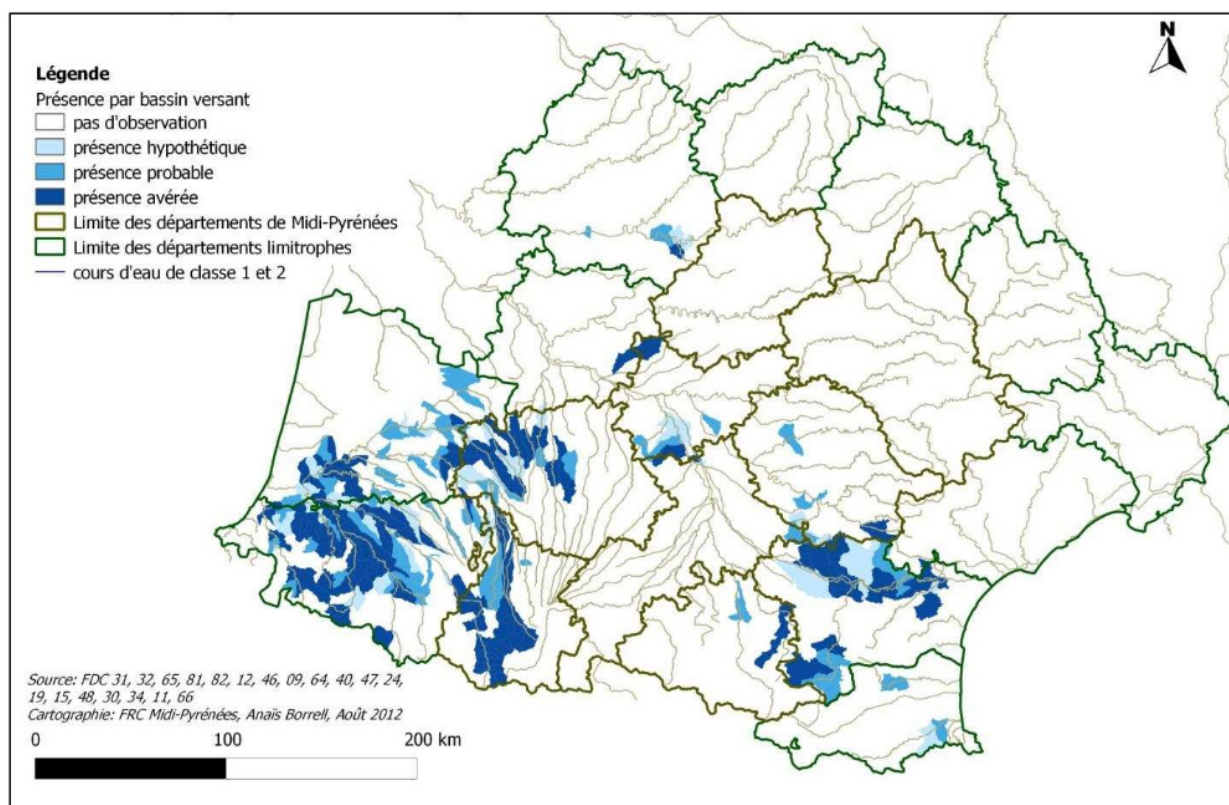 N
Légende
Présence par bassin versant
pas d'observation
présence hypothétique
présence probable
présence avérée
Limite des départements de Midi-Pyrénées
Limite des départements limitrophes
cours d'eau de classe 1 et 2
Source: FDC 31, 32, 65, 81, 82, 12, 46, 09, 64, 40, 47, 24,
19, 15, 48, 30, 34, 11, 66
Cartographie: FRC Midi-Pyrénées, Anaïs Borrell, Août 2012
0 100 200 km